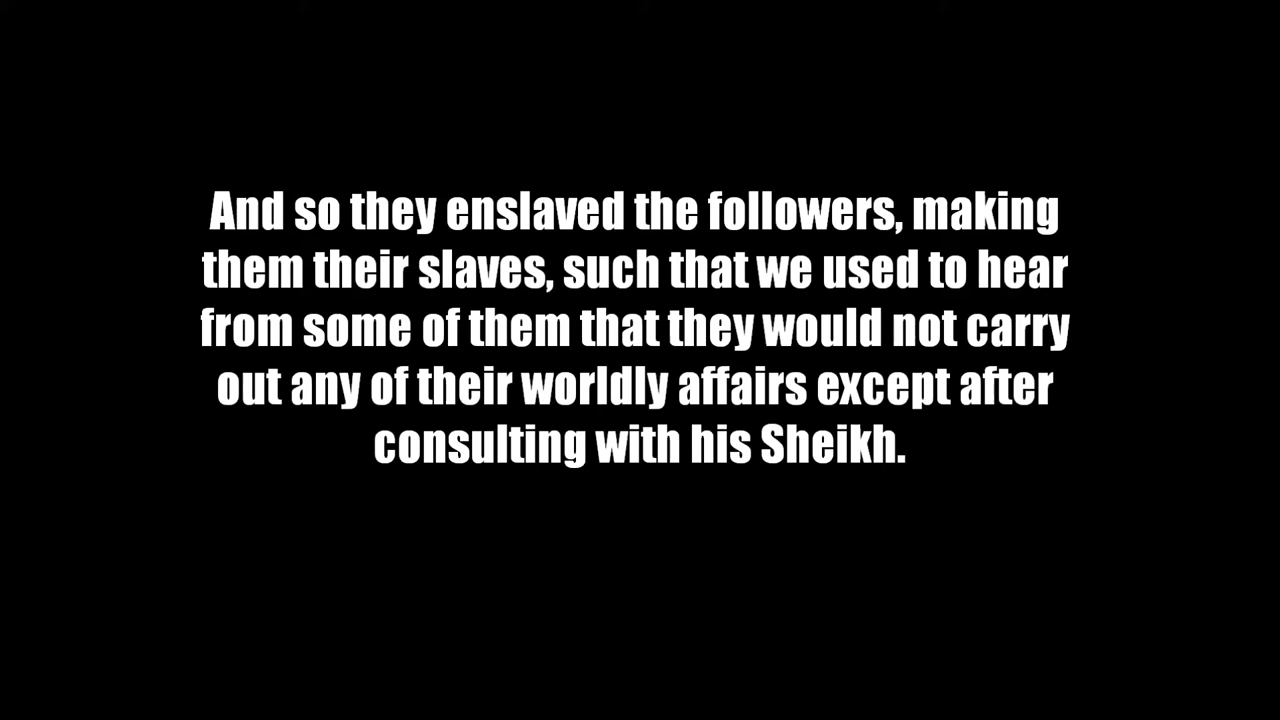 And so they enslaved the followers, making
them their slaves, such that we used to hear
from some of them that they would not carry
out any of their worldly affairs except after
consulting with his Sheikh.